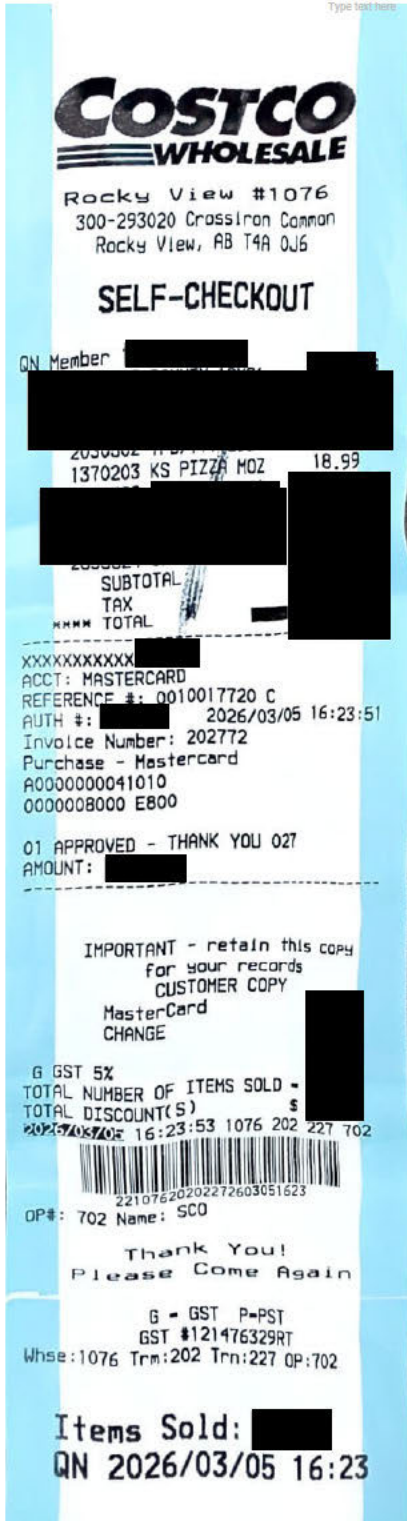 Type text here
COSTCO
WHOLESALE
Rocky View #1076
300-293020 CrossIron Common
Rocky View, AB T4A 0J6
SELF-CHECKOUT
QN Member
1370203 KS PIZZA MOZ 18.99
SUBTOTAL
TAX
**** TOTAL
XXXXXXXXXXX
ACCT: MASTERCARD
REFERENCE #: 0010017720 C
AUTH #: 2026/03/05 16:23:51
Invoice Number: 202772
Purchase - Mastercard
A0000000041010
0000008000 E800
01 APPROVED - THANK YOU 027
AMOUNT:
IMPORTANT - retain this copy
for your records
CUSTOMER COPY
MasterCard
CHANGE
G GST 5%
TOTAL NUMBER OF ITEMS SOLD =
TOTAL DISCOUNT(S) $
2026/03/05 16:23:53 1076 202 227 702
22107620202272603051623
OP#: 702 Name: SCO
Thank You!
Please Come Again
G = GST P=PST
GST #121476329RT
Whse:1076 Trm:202 Trn:227 OP:702
Items Sold:
QN 2026/03/05 16:23